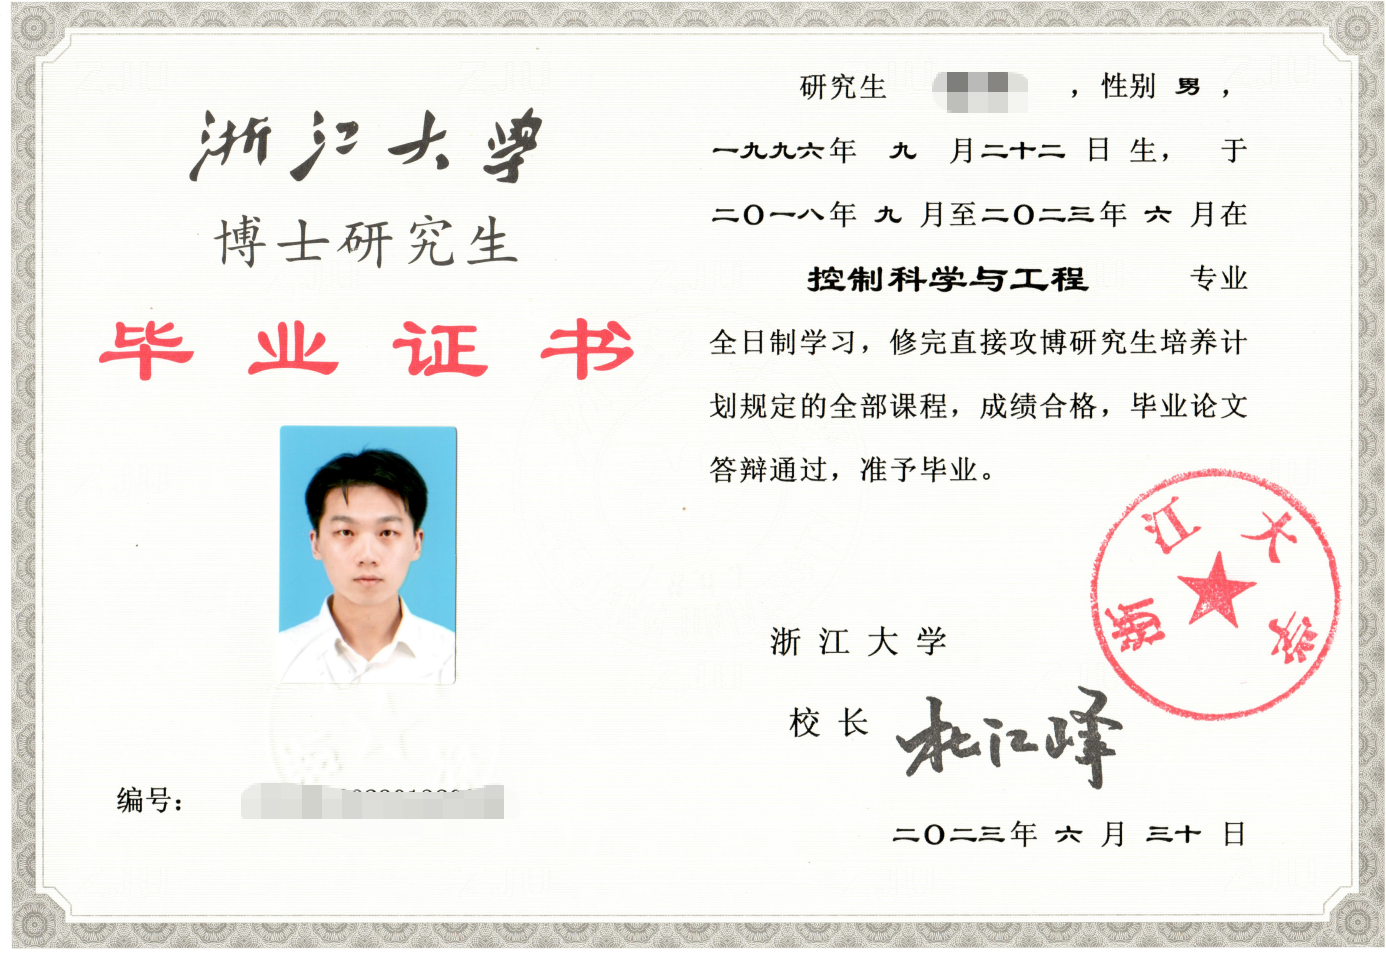 浙江大学
博士研究生
毕业证书
编号：
研究生 ，性别 男 ，
一九九六年 九 月二十二 日 生， 于
二〇一八年 九 月至二〇二三年 六 月在
控制科学与工程 专业
全日制学习，修完直接攻博研究生培养计
划规定的全部课程，成绩合格，毕业论文
答辩通过，准予毕业。
浙江大学
浙江大学
校长 杜江峰
二〇二三年 六 月 三十 日